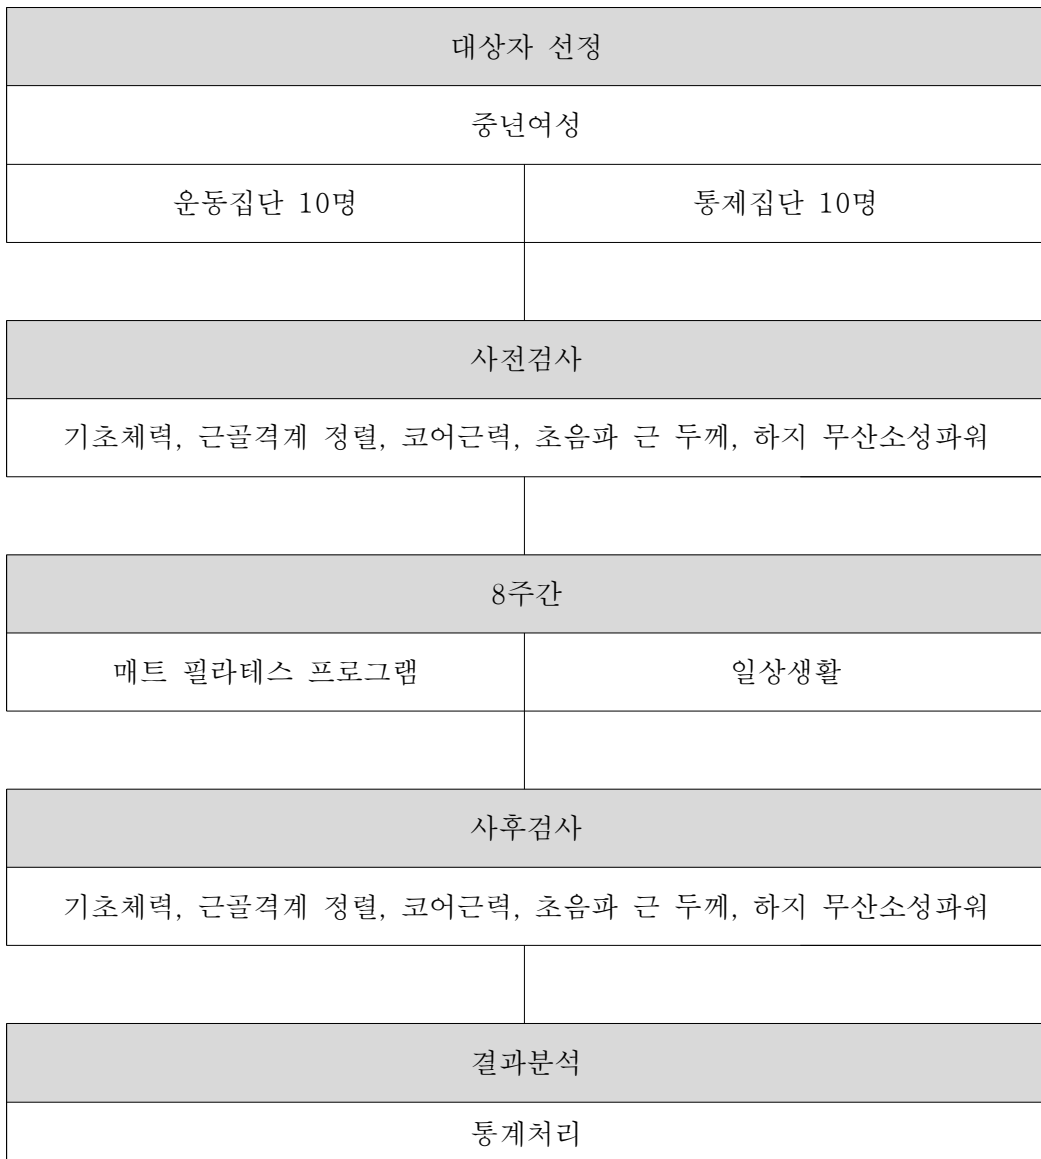 대상자 선정
중년여성
운동집단 10명 통제집단 10명
사전검사
기초체력, 근골격계 정렬, 코어근력, 초음파 근 두께, 하지 무산소성파워
8주간
매트 필라테스 프로그램 일상생활
사후검사
기초체력, 근골격계 정렬, 코어근력, 초음파 근 두께, 하지 무산소성파워
결과분석
통계처리